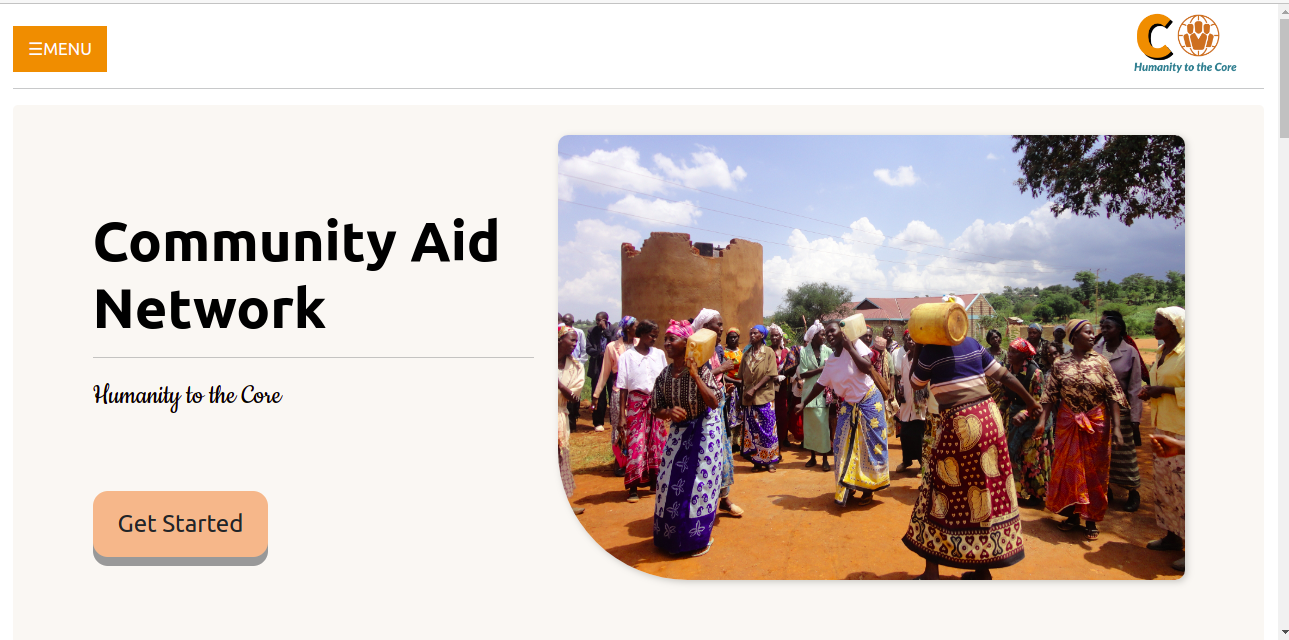 ☰MENU
C
Humanity to the Core
Community Aid
Network
Humanity to the Core
Get Started